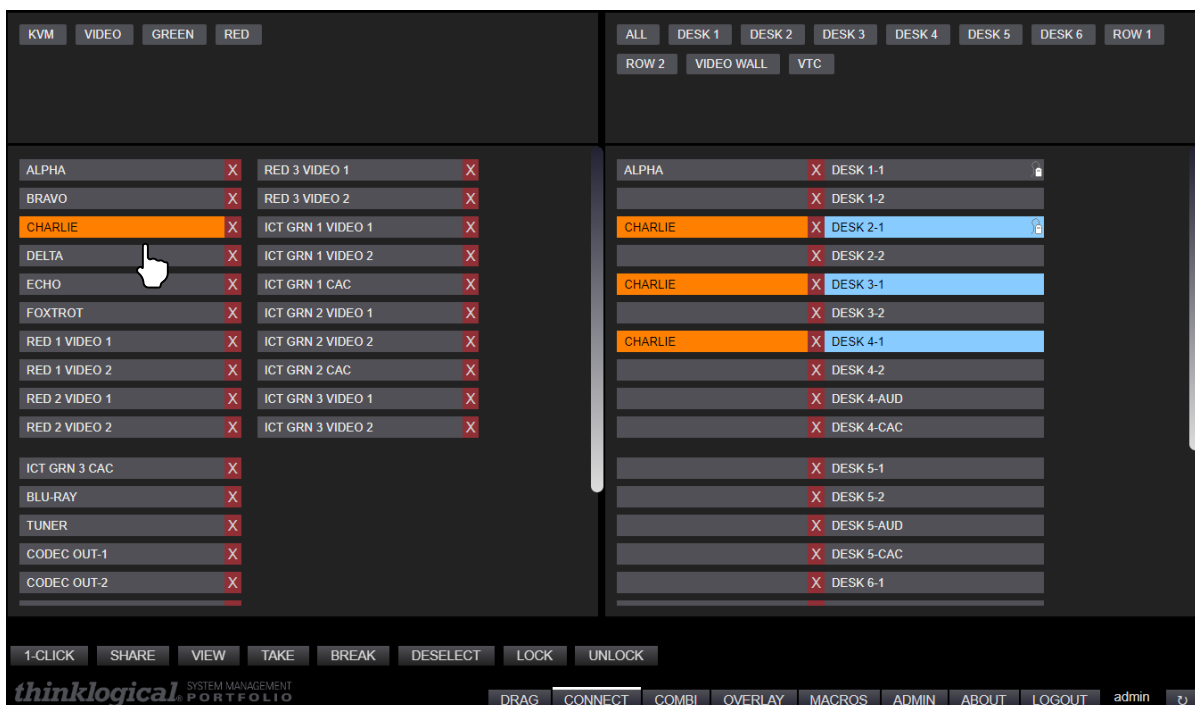 KVM VIDEO GREEN RED
ALL DESK 1 DESK 2 DESK 3 DESK 4 DESK 5 DESK 6 ROW 1
ROW 2 VIDEO WALL VTC
ALPHA X RED 3 VIDEO 1 X
BRAVO X RED 3 VIDEO 2 X
CHARLIE X ICT GRN 1 VIDEO 1 X
DELTA X ICT GRN 1 VIDEO 2 X
ECHO X ICT GRN 1 CAC X
FOXTROT X ICT GRN 2 VIDEO 1 X
RED 1 VIDEO 1 X ICT GRN 2 VIDEO 2 X
RED 1 VIDEO 2 X ICT GRN 2 CAC X
RED 2 VIDEO 1 X ICT GRN 3 VIDEO 1 X
RED 2 VIDEO 2 X ICT GRN 3 VIDEO 2 X
ICT GRN 3 CAC X
BLU-RAY X
TUNER X
CODEC OUT-1 X
CODEC OUT-2 X
ALPHA X DESK 1-1
X DESK 1-2
CHARLIE X DESK 2-1
X DESK 2-2
CHARLIE X DESK 3-1
X DESK 3-2
CHARLIE X DESK 4-1
X DESK 4-2
X DESK 4-AUD
X DESK 4-CAC
X DESK 5-1
X DESK 5-2
X DESK 5-AUD
X DESK 5-CAC
X DESK 6-1
1-CLICK SHARE VIEW TAKE BREAK DESELECT LOCK UNLOCK
thinklogical® SYSTEM MANAGEMENT
PORTFOLIO
DRAG CONNECT COMBI OVERLAY MACROS ADMIN ABOUT LOGOUT admin ↻